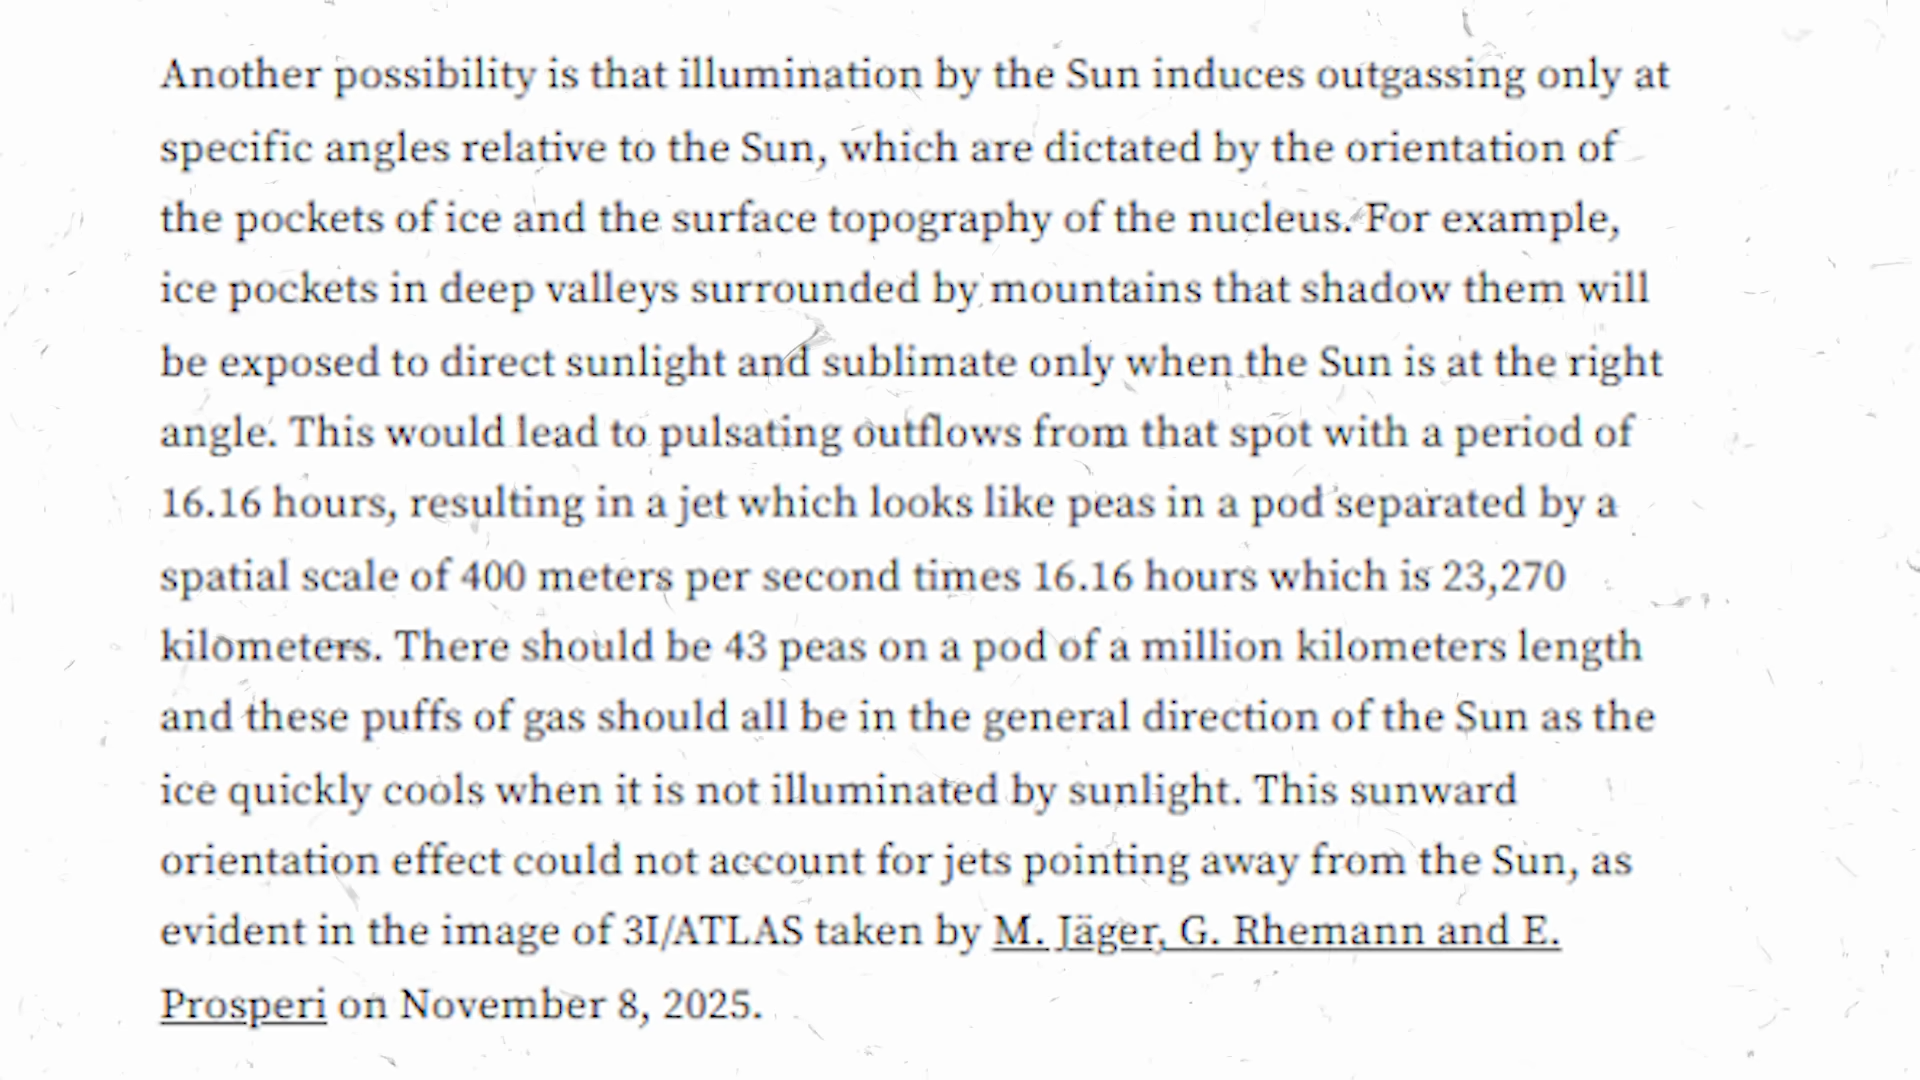 Another possibility is that illumination by the Sun induces outgassing only at
specific angles relative to the Sun, which are dictated by the orientation of
the pockets of ice and the surface topography of the nucleus. For example,
ice pockets in deep valleys surrounded by mountains that shadow them will
be exposed to direct sunlight and sublimate only when the Sun is at the right
angle. This would lead to pulsating outflows from that spot with a period of
16.16 hours, resulting in a jet which looks like peas in a pod separated by a
spatial scale of 400 meters per second times 16.16 hours which is 23,270
kilometers. There should be 43 peas on a pod of a million kilometers length
and these puffs of gas should all be in the general direction of the Sun as the
ice quickly cools when it is not illuminated by sunlight. This sunward
orientation effect could not account for jets pointing away from the Sun, as
evident in the image of 3I/ATLAS taken by M. Jäger, G. Rhemann and E.
Prosperi on November 8, 2025.